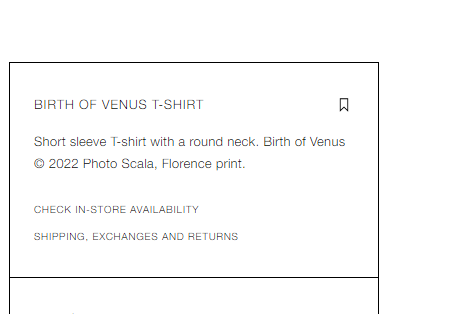 BIRTH OF VENUS T-SHIRT
Short sleeve T-shirt with a round neck. Birth of Venus
© 2022 Photo Scala, Florence print.
CHECK IN-STORE AVAILABILITY
SHIPPING, EXCHANGES AND RETURNS